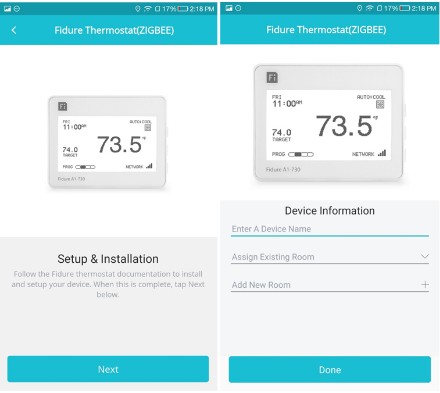 17% 2:18 PM
Fidure Thermostat(ZIGBEE)
Fi
FRI
11:00AM
AUTO:COOL
74.0
TARGET
73.5°F
PROG
NETWORK
Fidure A1-730
Setup & Installation
Follow the Fidure thermostat documentation to install
and setup your device. When this is complete, tap Next
below.
Next
17% 2:18 PM
Fidure Thermostat(ZIGBEE)
Fi
FRI
11:00AM
AUTO:COOL
74.0
TARGET
73.5°F
PROG
NETWORK
Fidure A1-730
Device Information
Enter A Device Name
Assign Existing Room
Add New Room
Done